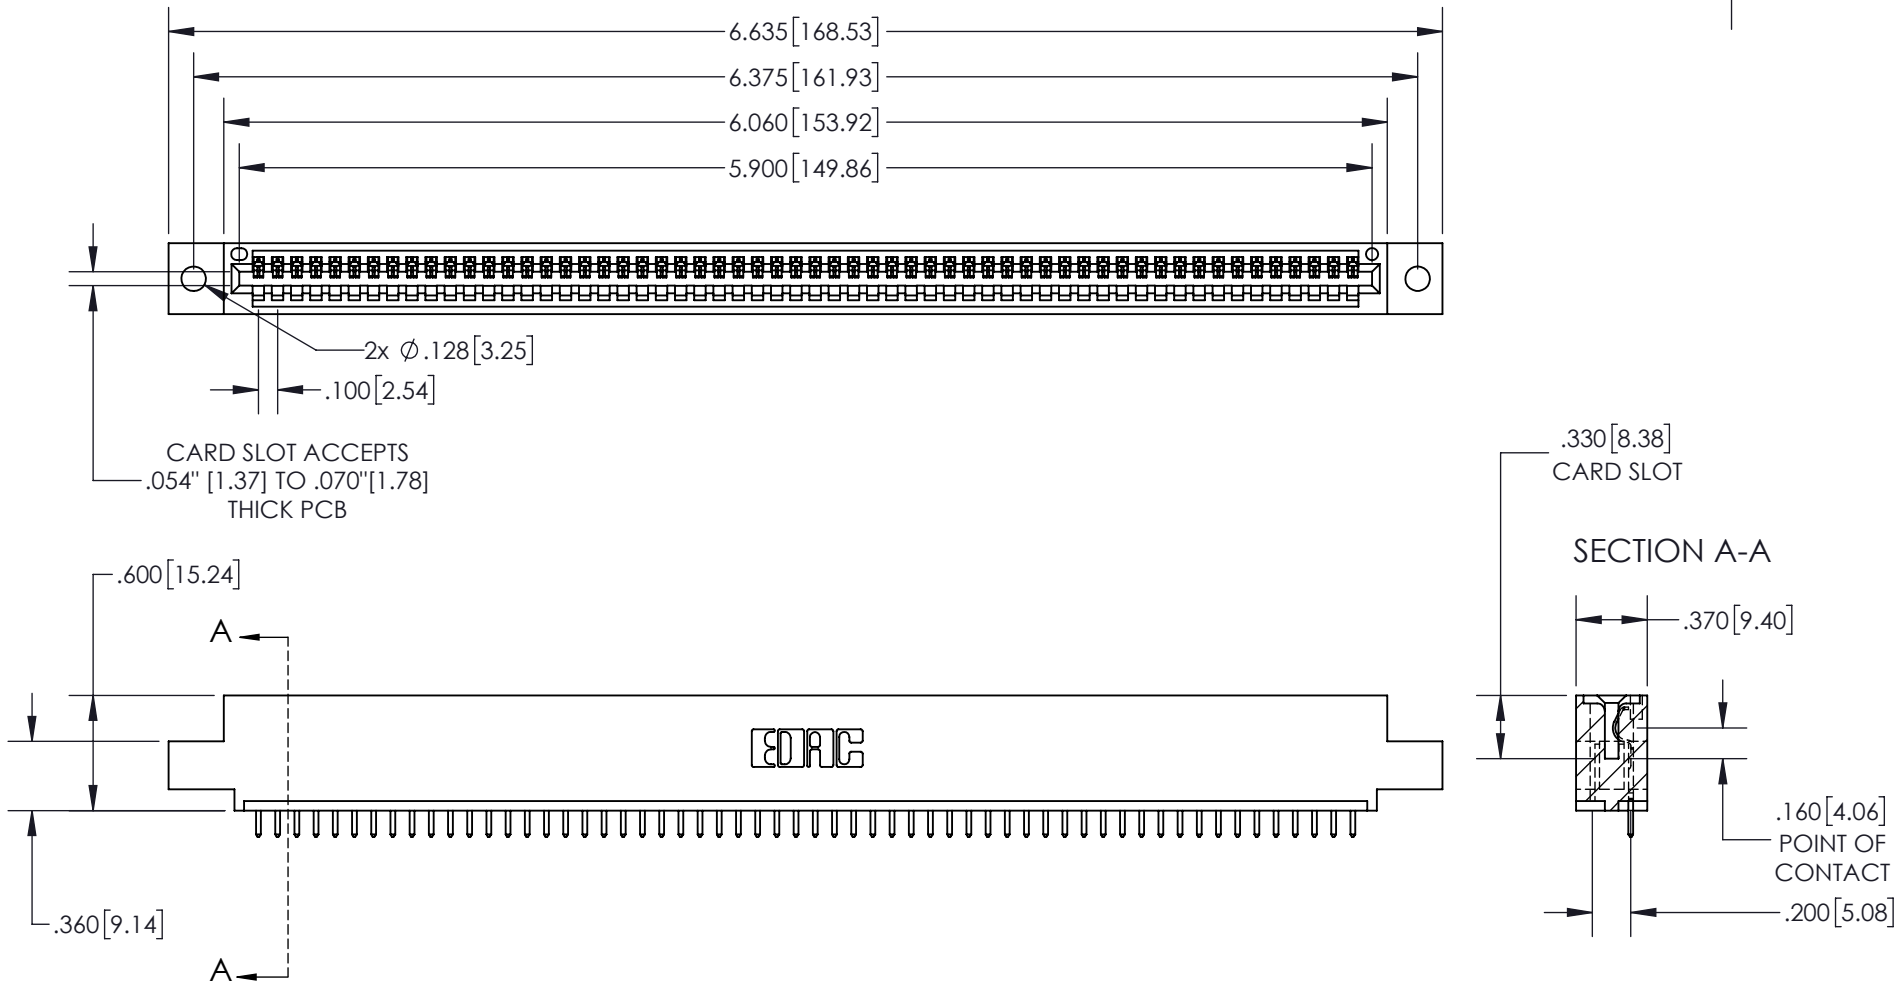 6.635[168.53]
6.375[161.93]
6.060[153.92]
5.900[149.86]
2x Ø.128[3.25]
.100[2.54]
CARD SLOT ACCEPTS
.054" [1.37] TO .070"[1.78]
THICK PCB
.330[8.38]
CARD SLOT
SECTION A-A
.600[15.24]
.370[9.40]
A
EDAC
.160[4.06]
POINT OF
CONTACT
.200[5.08]
.360[9.14]
A